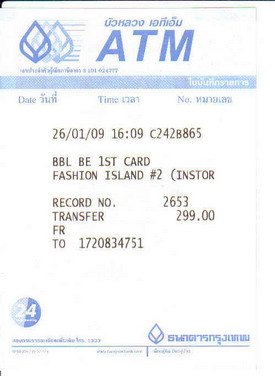 บัวหลวง เอทีเอ็ม
ATM
ใบบันทึกรายการ
Date วันที่ Time เวลา No. หมายเลข
26/01/09 16:09 C242B865
BBL BE 1ST CARD
FASHION ISLAND #2 (INSTOR
RECORD NO. 2653
TRANSFER 299.00
FR
TO 1720834751
24
ธนาคารกรุงเทพ